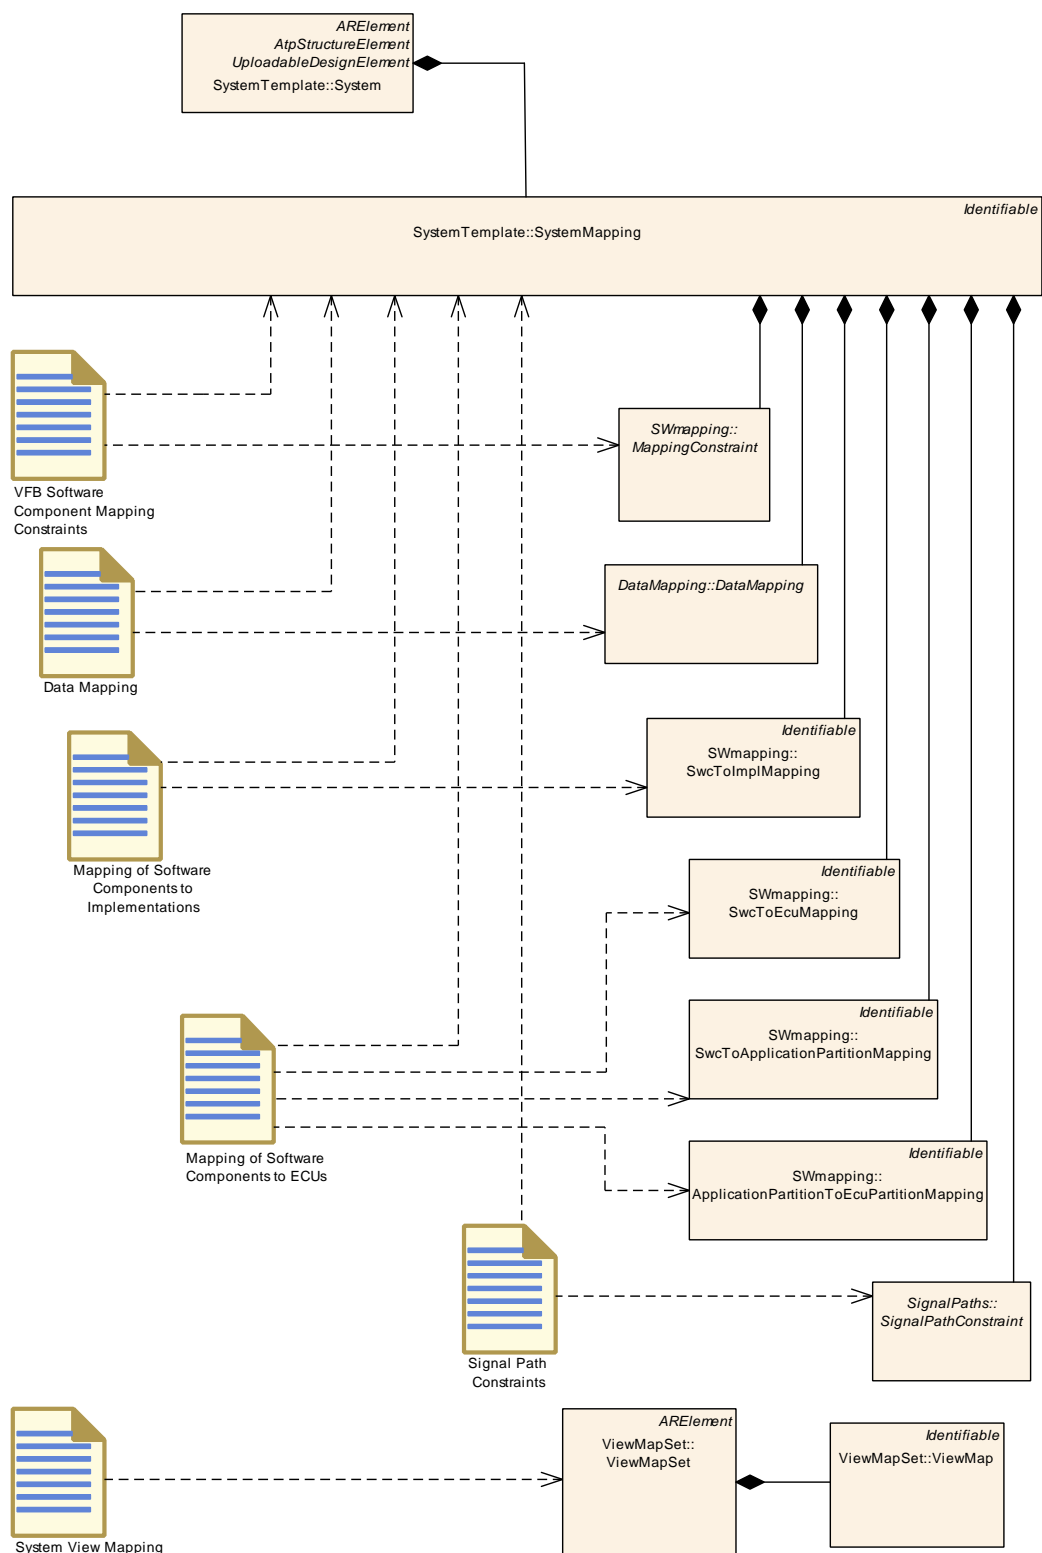 ARElement
AtpStructureElement
UploadableDesignElement
SystemTemplate::System
Identifiable
SystemTemplate::SystemMapping
VFB Software
Component Mapping
Constraints
SWmapping::
MappingConstraint
Data Mapping
DataMapping::DataMapping
Mapping of Software
Components to
Implementations
Identifiable
SWmapping::
SwcToImplMapping
Identifiable
SWmapping::
SwcToEcuMapping
Mapping of Software
Components to ECUs
Identifiable
SWmapping::
SwcToApplicationPartitionMapping
Identifiable
SWmapping::
ApplicationPartitionToEcuPartitionMapping
Signal Path
Constraints
SignalPaths::
SignalPathConstraint
System View Mapping
ARElement
ViewMapSet::
ViewMapSet
Identifiable
ViewMapSet::ViewMap